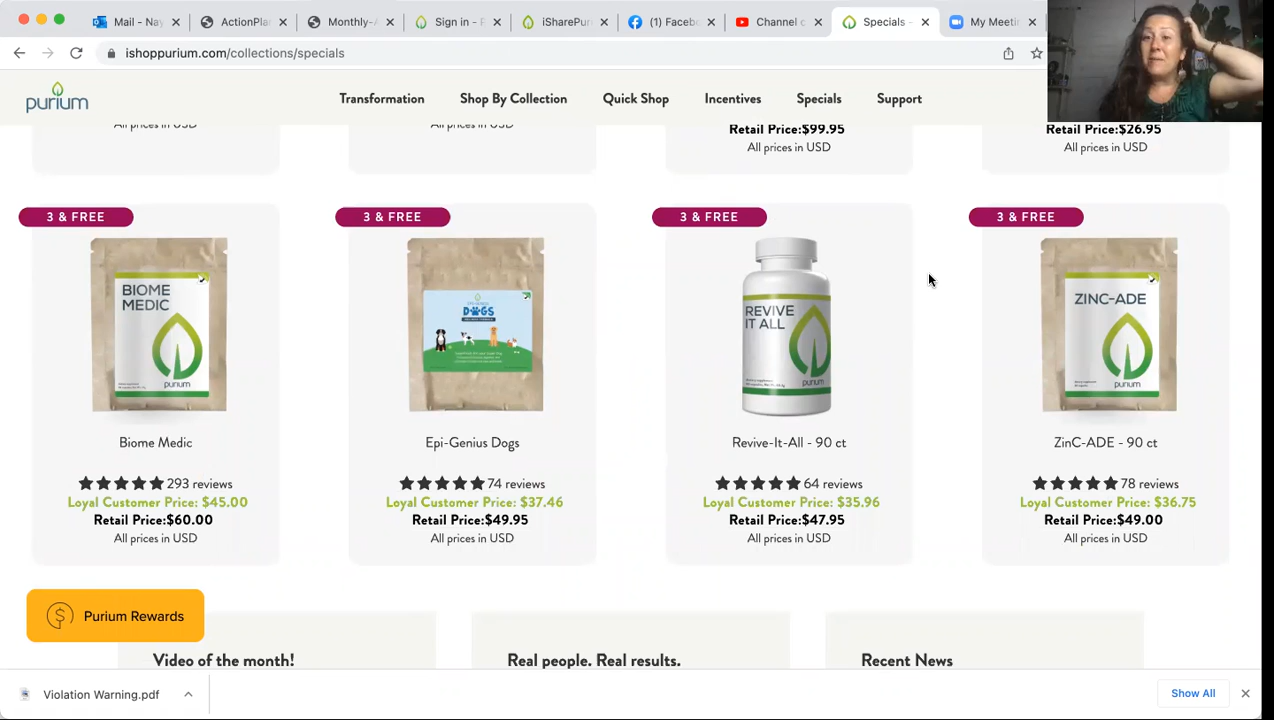 Mail - Nay
ActionPlan
Monthly-A
Sign in - P
iSharePur
(1) Facebo
Channel c
Specials -
My Meeti
ishoppurium.com/collections/specials
purium
Transformation
Shop By Collection
Quick Shop
Incentives
Specials
Support
All prices in USD
All prices in USD
Retail Price:$99.95
All prices in USD
Retail Price:$26.95
All prices in USD
3 & FREE
3 & FREE
3 & FREE
3 & FREE
BIOME
MEDIC
purium
DOGS
REVIVE
IT ALL
purium
ZINC-ADE
purium
Biome Medic
Epi-Genius Dogs
Revive-It-All - 90 ct
ZinC-ADE - 90 ct
293 reviews
74 reviews
64 reviews
78 reviews
Loyal Customer Price: $45.00
Loyal Customer Price: $37.46
Loyal Customer Price: $35.96
Loyal Customer Price: $36.75
Retail Price:$60.00
Retail Price:$49.95
Retail Price:$47.95
Retail Price:$49.00
All prices in USD
All prices in USD
All prices in USD
All prices in USD
Purium Rewards
Video of the month!
Real people. Real results.
Recent News
Violation Warning.pdf
Show All